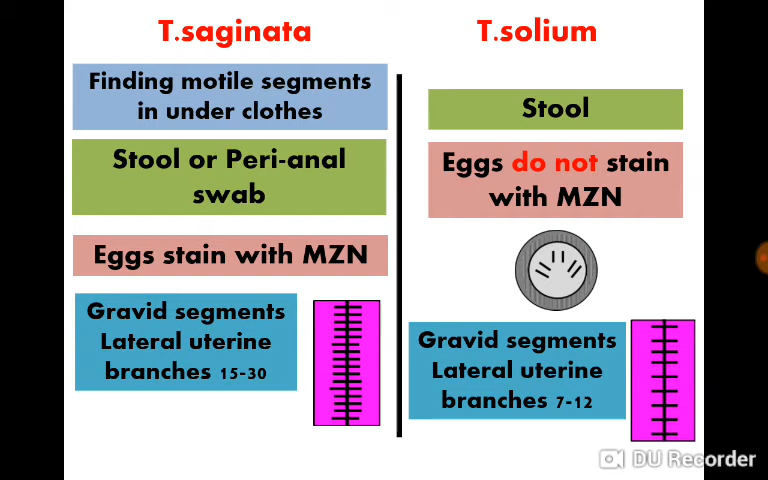 T.saginata
Finding motile segments
in under clothes
Stool or Peri-anal
swab
Eggs stain with MZN
Gravid segments
Lateral uterine
branches 15-30
T.solium
Stool
Eggs do not stain
with MZN
Gravid segments
Lateral uterine
branches 7-12
DU Recorder